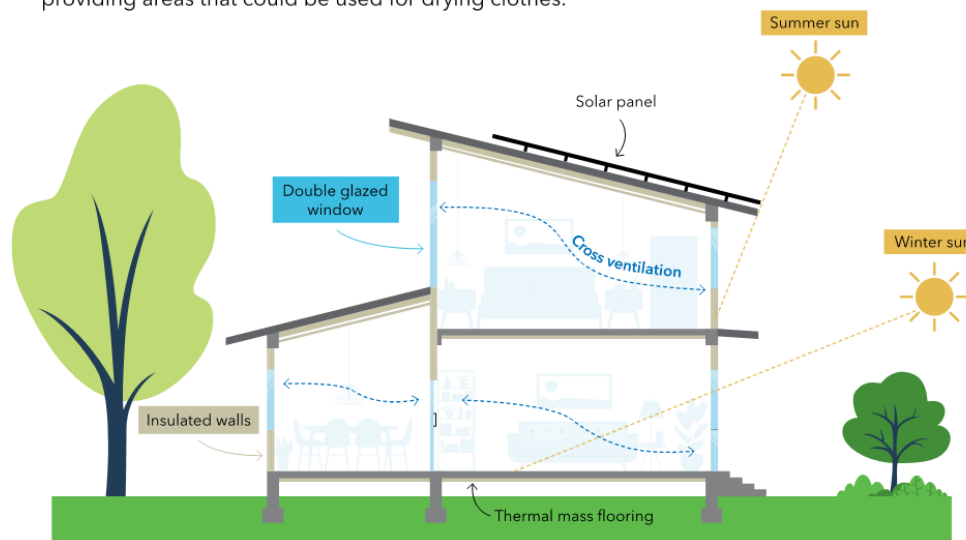 providing areas that could be used for drying clothes.
Summer sun
Solar panel
Double glazed
window
Cross ventilation
Winter sun
Insulated walls
Thermal mass flooring